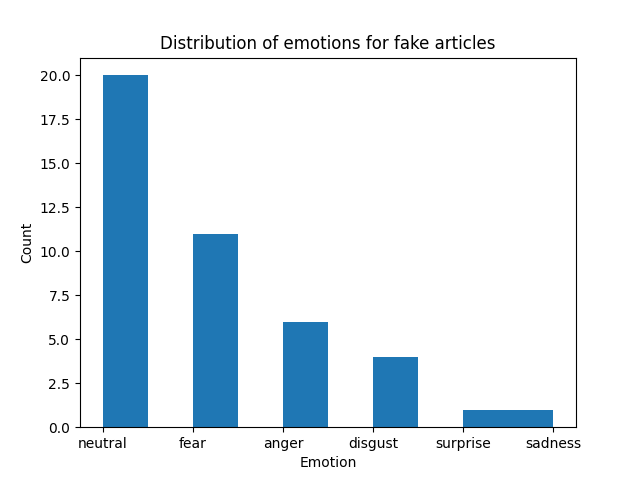 Distribution of emotions for fake articles
20.0
17.5
15.0
12.5
10.0
7.5
5.0
2.5
0.0
Count
neutral fear anger disgust surprise sadness
Emotion